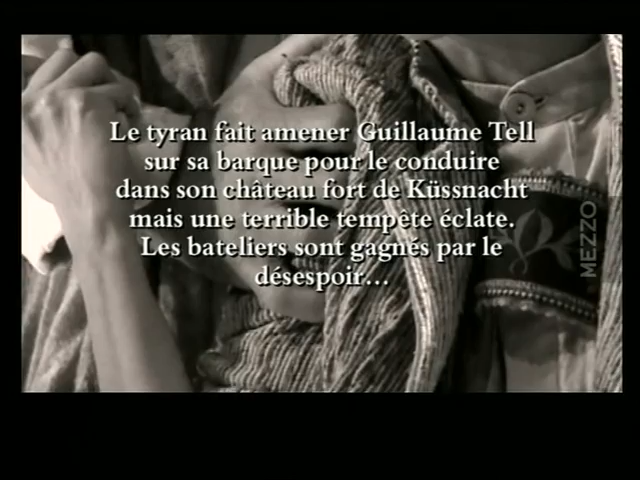 Le tyran fait amener Guillaume Tell
sur sa barque pour le conduire
dans son château fort de Küssnacht
mais une terrible tempête éclate.
Les bateliers sont gagnés par le
désespoir...
MEZZO